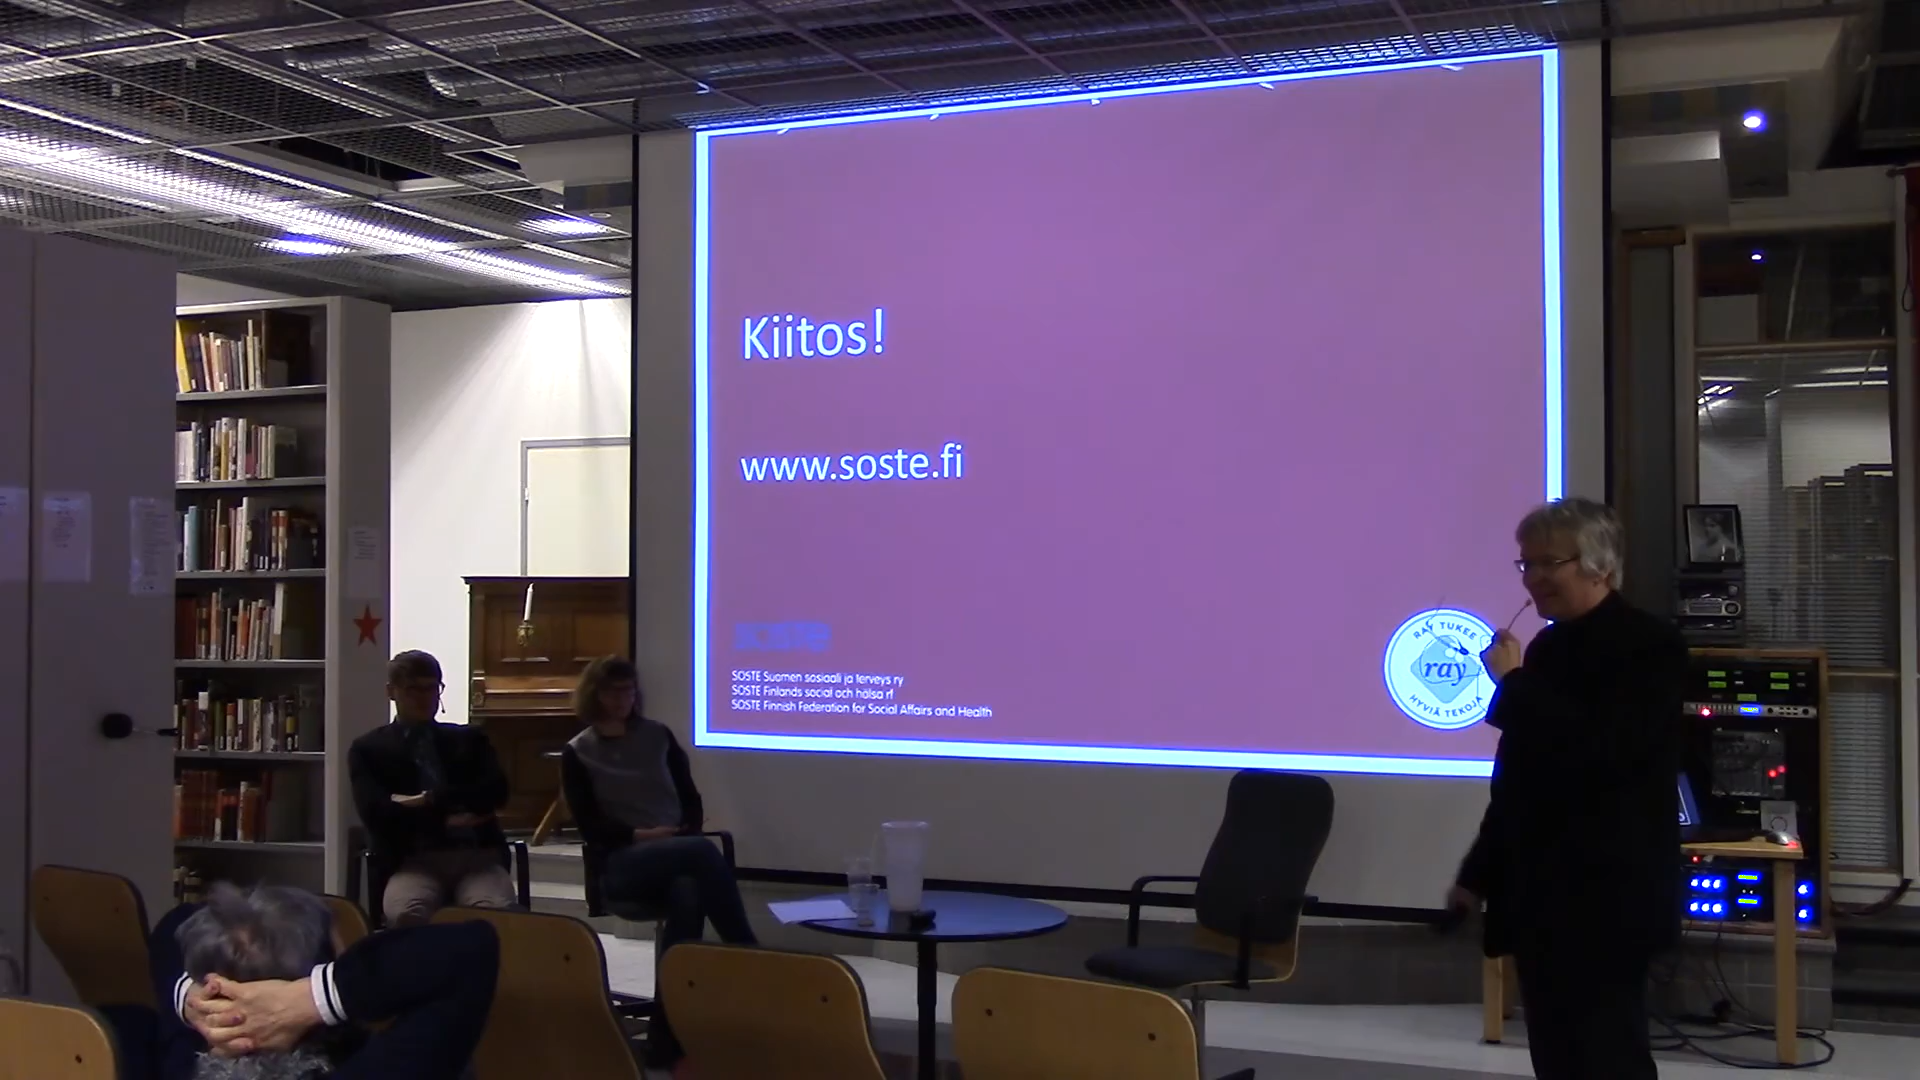 Kiitos!
www.soste.fi
soste
SOSTE Suomen sosiaali ja terveys ry
SOSTE Finlands social och hälsa rf
SOSTE Finnish Federation for Social Affairs and Health
RAY TUKEE
ray
HYVIÄ TEKOJA